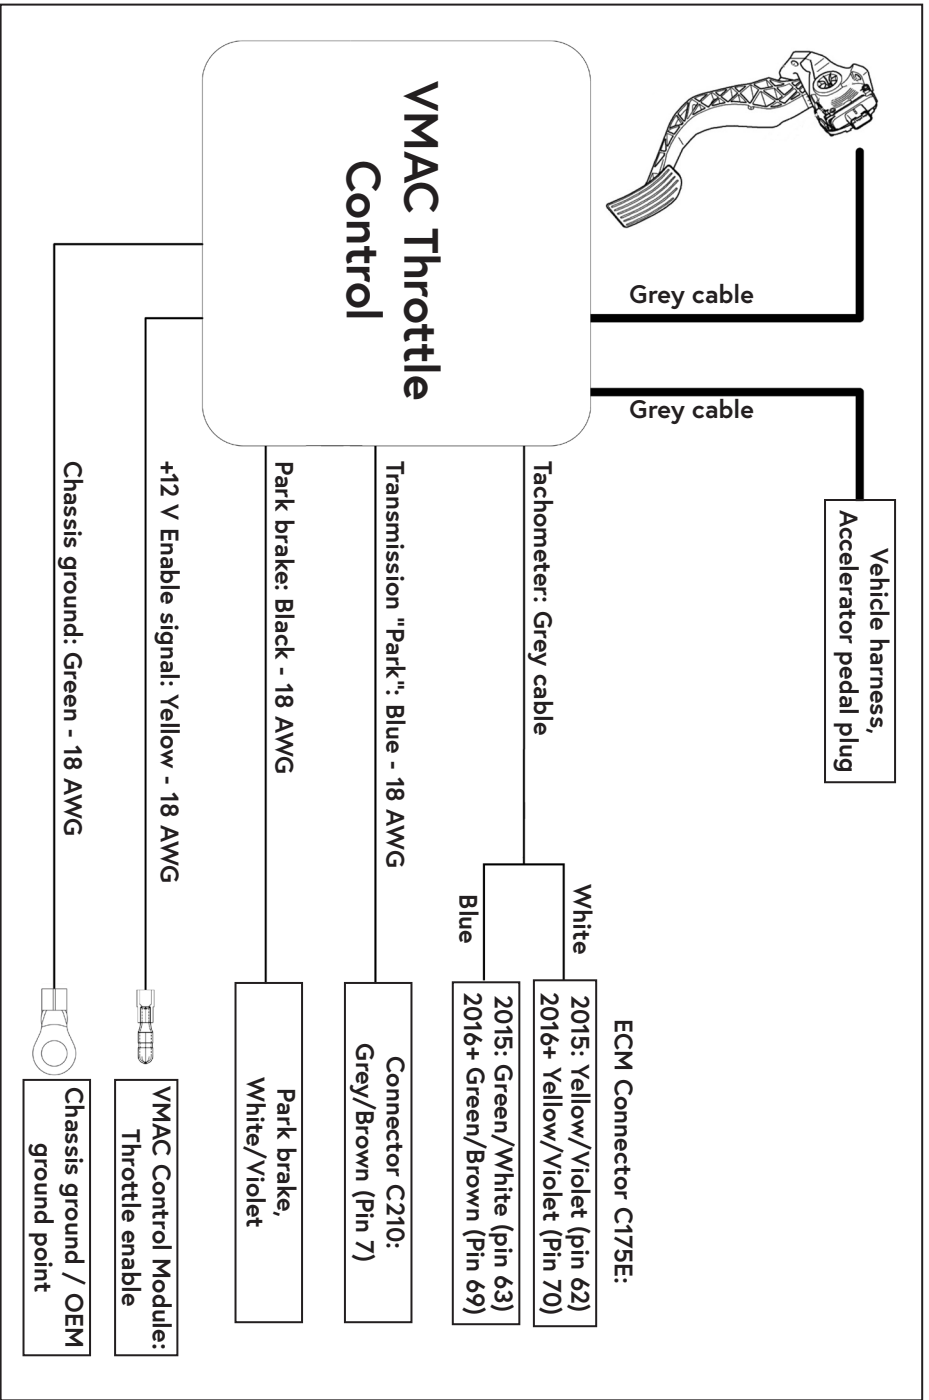 VMAC Throttle
Control
Grey cable
Grey cable
Vehicle harness,
Accelerator pedal plug
Tachometer: Grey cable
White
Blue
ECM Connector C175E:
2015: Yellow/Violet (pin 62)
2016+ Yellow/Violet (Pin 70)
2015: Green/White (pin 63)
2016+ Green/Brown (Pin 69)
Transmission "Park": Blue - 18 AWG
Connector C210:
Grey/Brown (Pin 7)
Park brake: Black - 18 AWG
Park brake,
White/Violet
+12 V Enable signal: Yellow - 18 AWG
VMAC Control Module:
Throttle enable
Chassis ground: Green - 18 AWG
Chassis ground / OEM
ground point